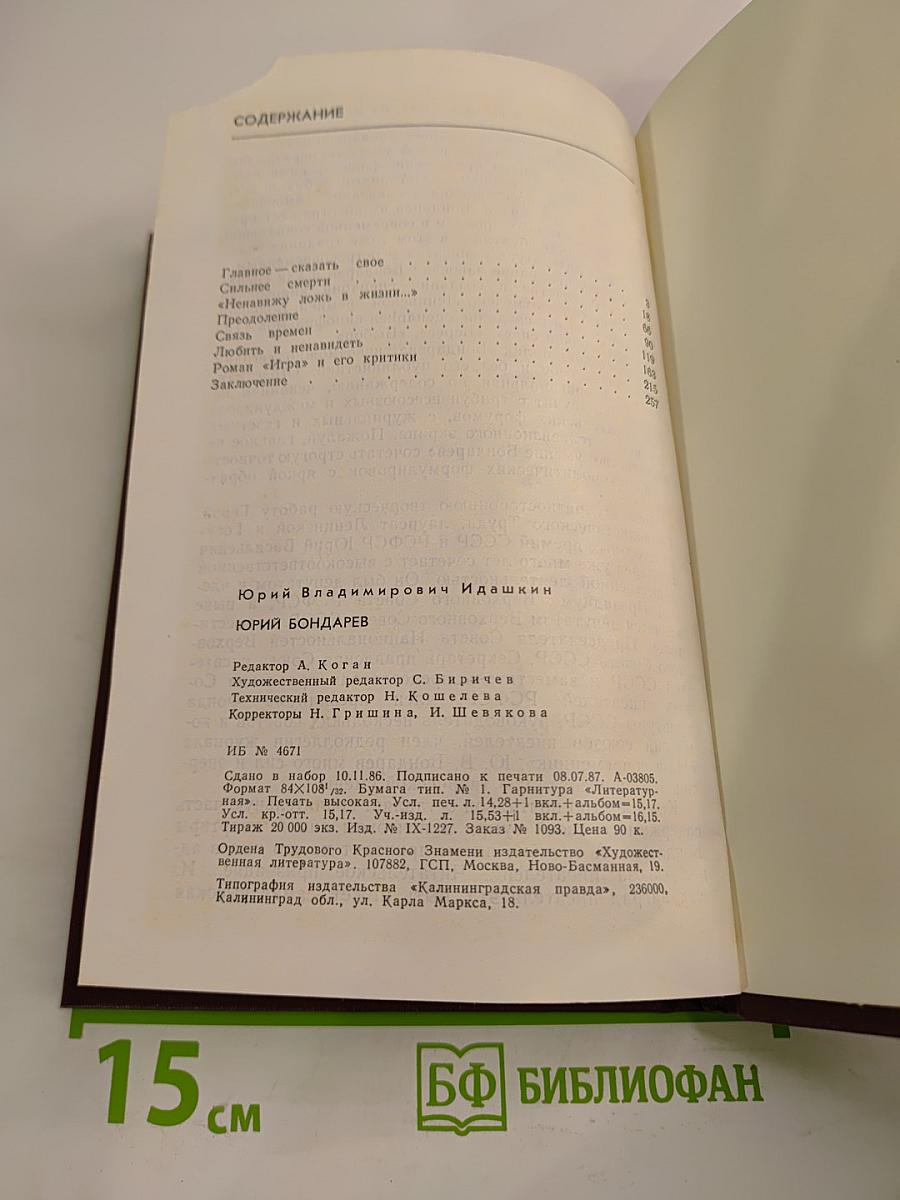 СОДЕРЖАНИЕ
Главное — сказать свое . . . . . . . . . . 3
Сильнее смерти . . . . . . . . . . 18
«Ненавижу ложь в жизни...» . . . . . . . . . . 66
Преодоление . . . . . . . . . . 90
Связь времен . . . . . . . . . . 119
Любить и ненавидеть . . . . . . . . . . 163
Роман «Игра» и его критики . . . . . . . . . . 215
Заключение . . . . . . . . . . 257
Юрий Владимирович Идашкин
ЮРИЙ БОНДАРЕВ
Редактор А. Коган
Художественный редактор С. Биричев
Технический редактор Н. Кошелева
Корректоры Н. Гришина, И. Шевякова
ИБ № 4671
Сдано в набор 10.11.86. Подписано к печати 08.07.87. А-03805.
Формат 84×108¹/₃₂. Бумага тип. № 1. Гарнитура «Литератур-
ная». Печать высокая. Усл. печ. л. 14,28+1 вкл.+альбом=15,17.
Усл. кр.-отт. 15,17. Уч.-изд. л. 15,53+1 вкл.+альбом=16,15.
Тираж 20 000 экз. Изд. № IX-1227. Заказ № 1093. Цена 90 к.
Ордена Трудового Красного Знамени издательство «Художест-
венная литература». 107882, ГСП, Москва, Ново-Басманная, 19.
Типография издательства «Калининградская правда», 236000,
Калининград обл., ул. Карла Маркса, 18.
15 см
БФ БИБЛИОФАН